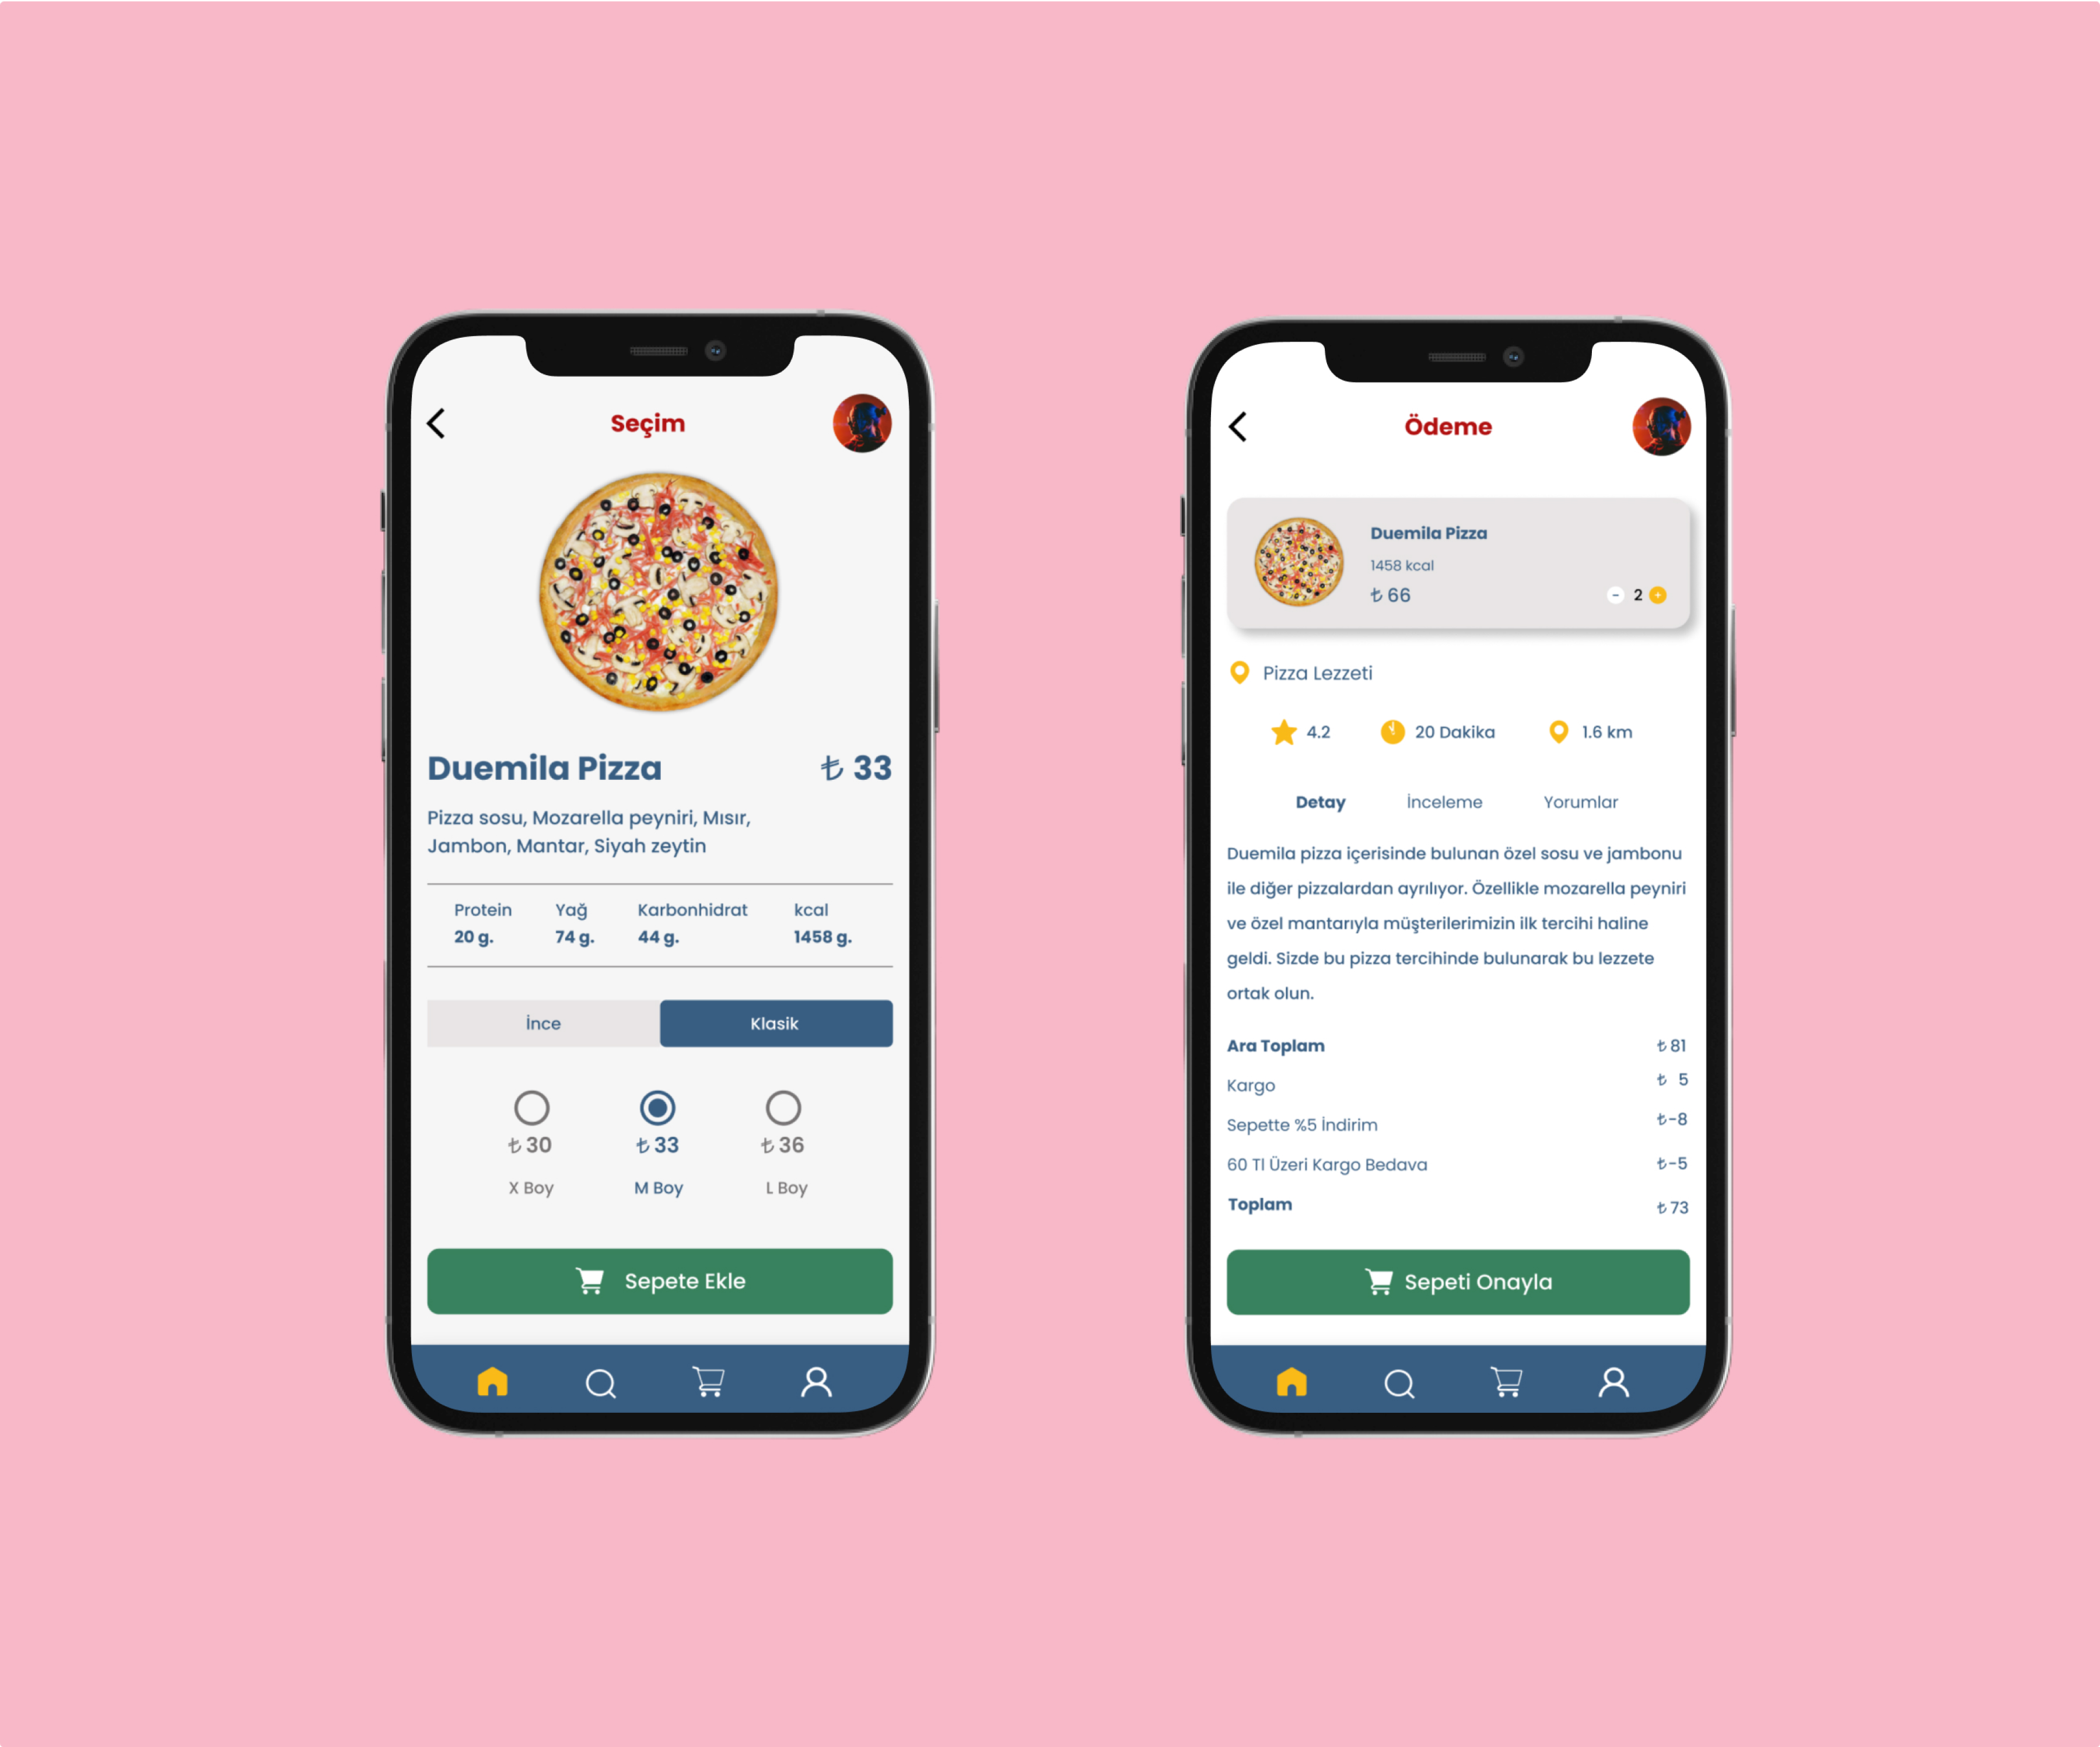 Seçim
Duemila Pizza
₺ 33
Pizza sosu, Mozarella peyniri, Mısır,
Jambon, Mantar, Siyah zeytin
Protein Yağ Karbonhidrat kcal
20 g. 74 g. 44 g. 1458 g.
İnce Klasik
₺ 30 ₺ 33 ₺ 36
X Boy M Boy L Boy
Sepete Ekle
Ödeme
Duemila Pizza
1458 kcal
₺ 66
- 2 +
Pizza Lezzeti
4.2 20 Dakika 1.6 km
Detay İnceleme Yorumlar
Duemila pizza içerisinde bulunan özel sosu ve jambonu
ile diğer pizzalardan ayrılıyor. Özellikle mozarella peyniri
ve özel mantarıyla müşterilerimizin ilk tercihi haline
geldi. Sizde bu pizza tercihinde bulunarak bu lezzete
ortak olun.
Ara Toplam ₺ 81
Kargo ₺ 5
Sepette %5 İndirim ₺-8
60 Tl Üzeri Kargo Bedava ₺-5
Toplam ₺ 73
Sepeti Onayla